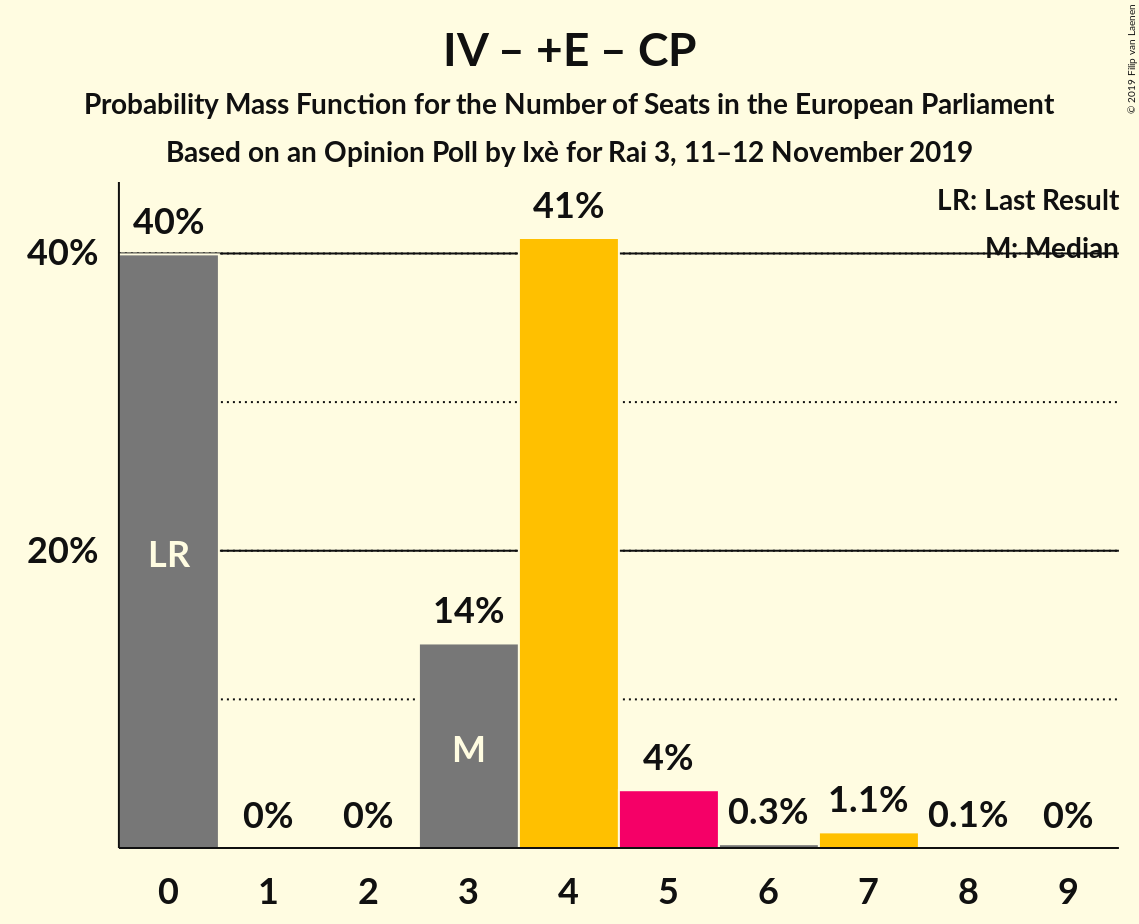 IV – +E – CP
Probability Mass Function for the Number of Seats in the European Parliament
Based on an Opinion Poll by Ixè for Rai 3, 11–12 November 2019
© 2019 Filip van Laenen
LR: Last Result
M: Median
40%
20%
40%
0%
0%
14%
41%
4%
0.3%
1.1%
0.1%
0%
LR
M
0 1 2 3 4 5 6 7 8 9